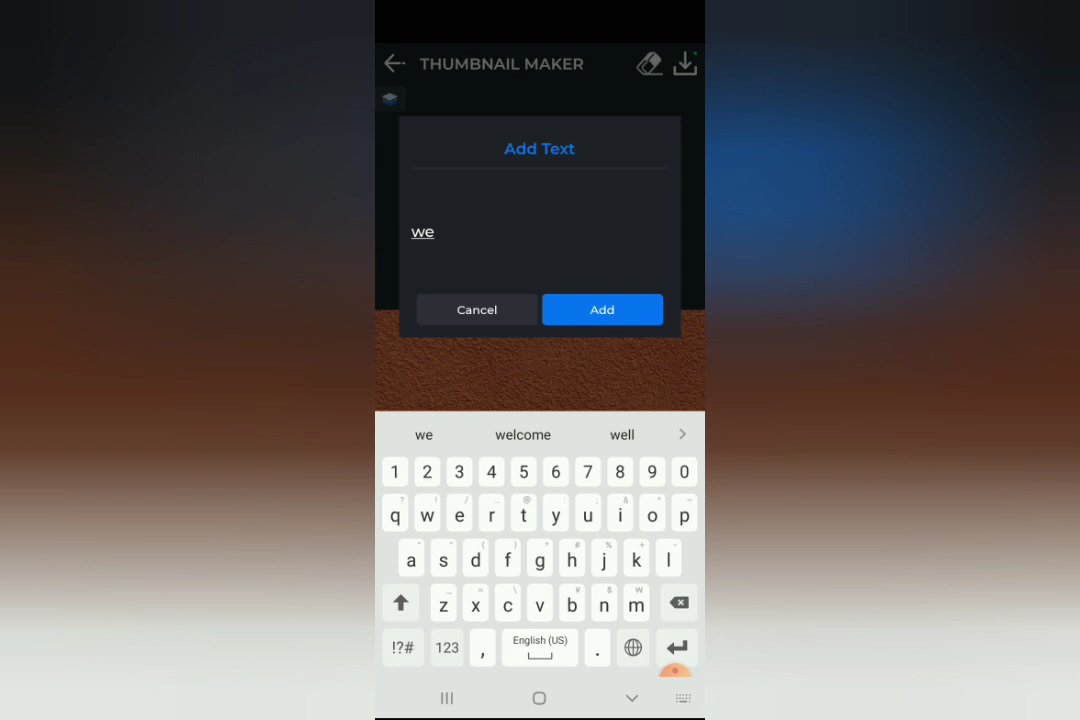 THUMBNAIL MAKER
Add Text
we
Cancel Add
we welcome well
1 2 3 4 5 6 7 8 9 0
q w e r t y u i o p
a s d f g h j k l
z x c v b n m
!?# 123 , English (US) .